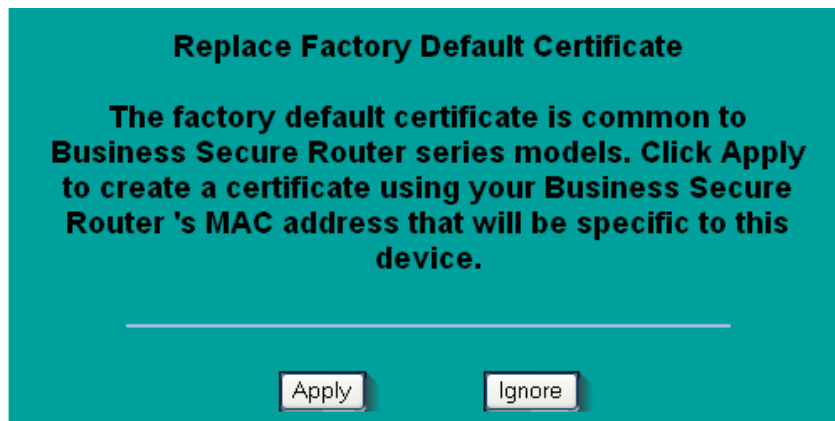 Replace Factory Default Certificate
The factory default certificate is common to
Business Secure Router series models. Click Apply
to create a certificate using your Business Secure
Router 's MAC address that will be specific to this
device.
Apply
Ignore